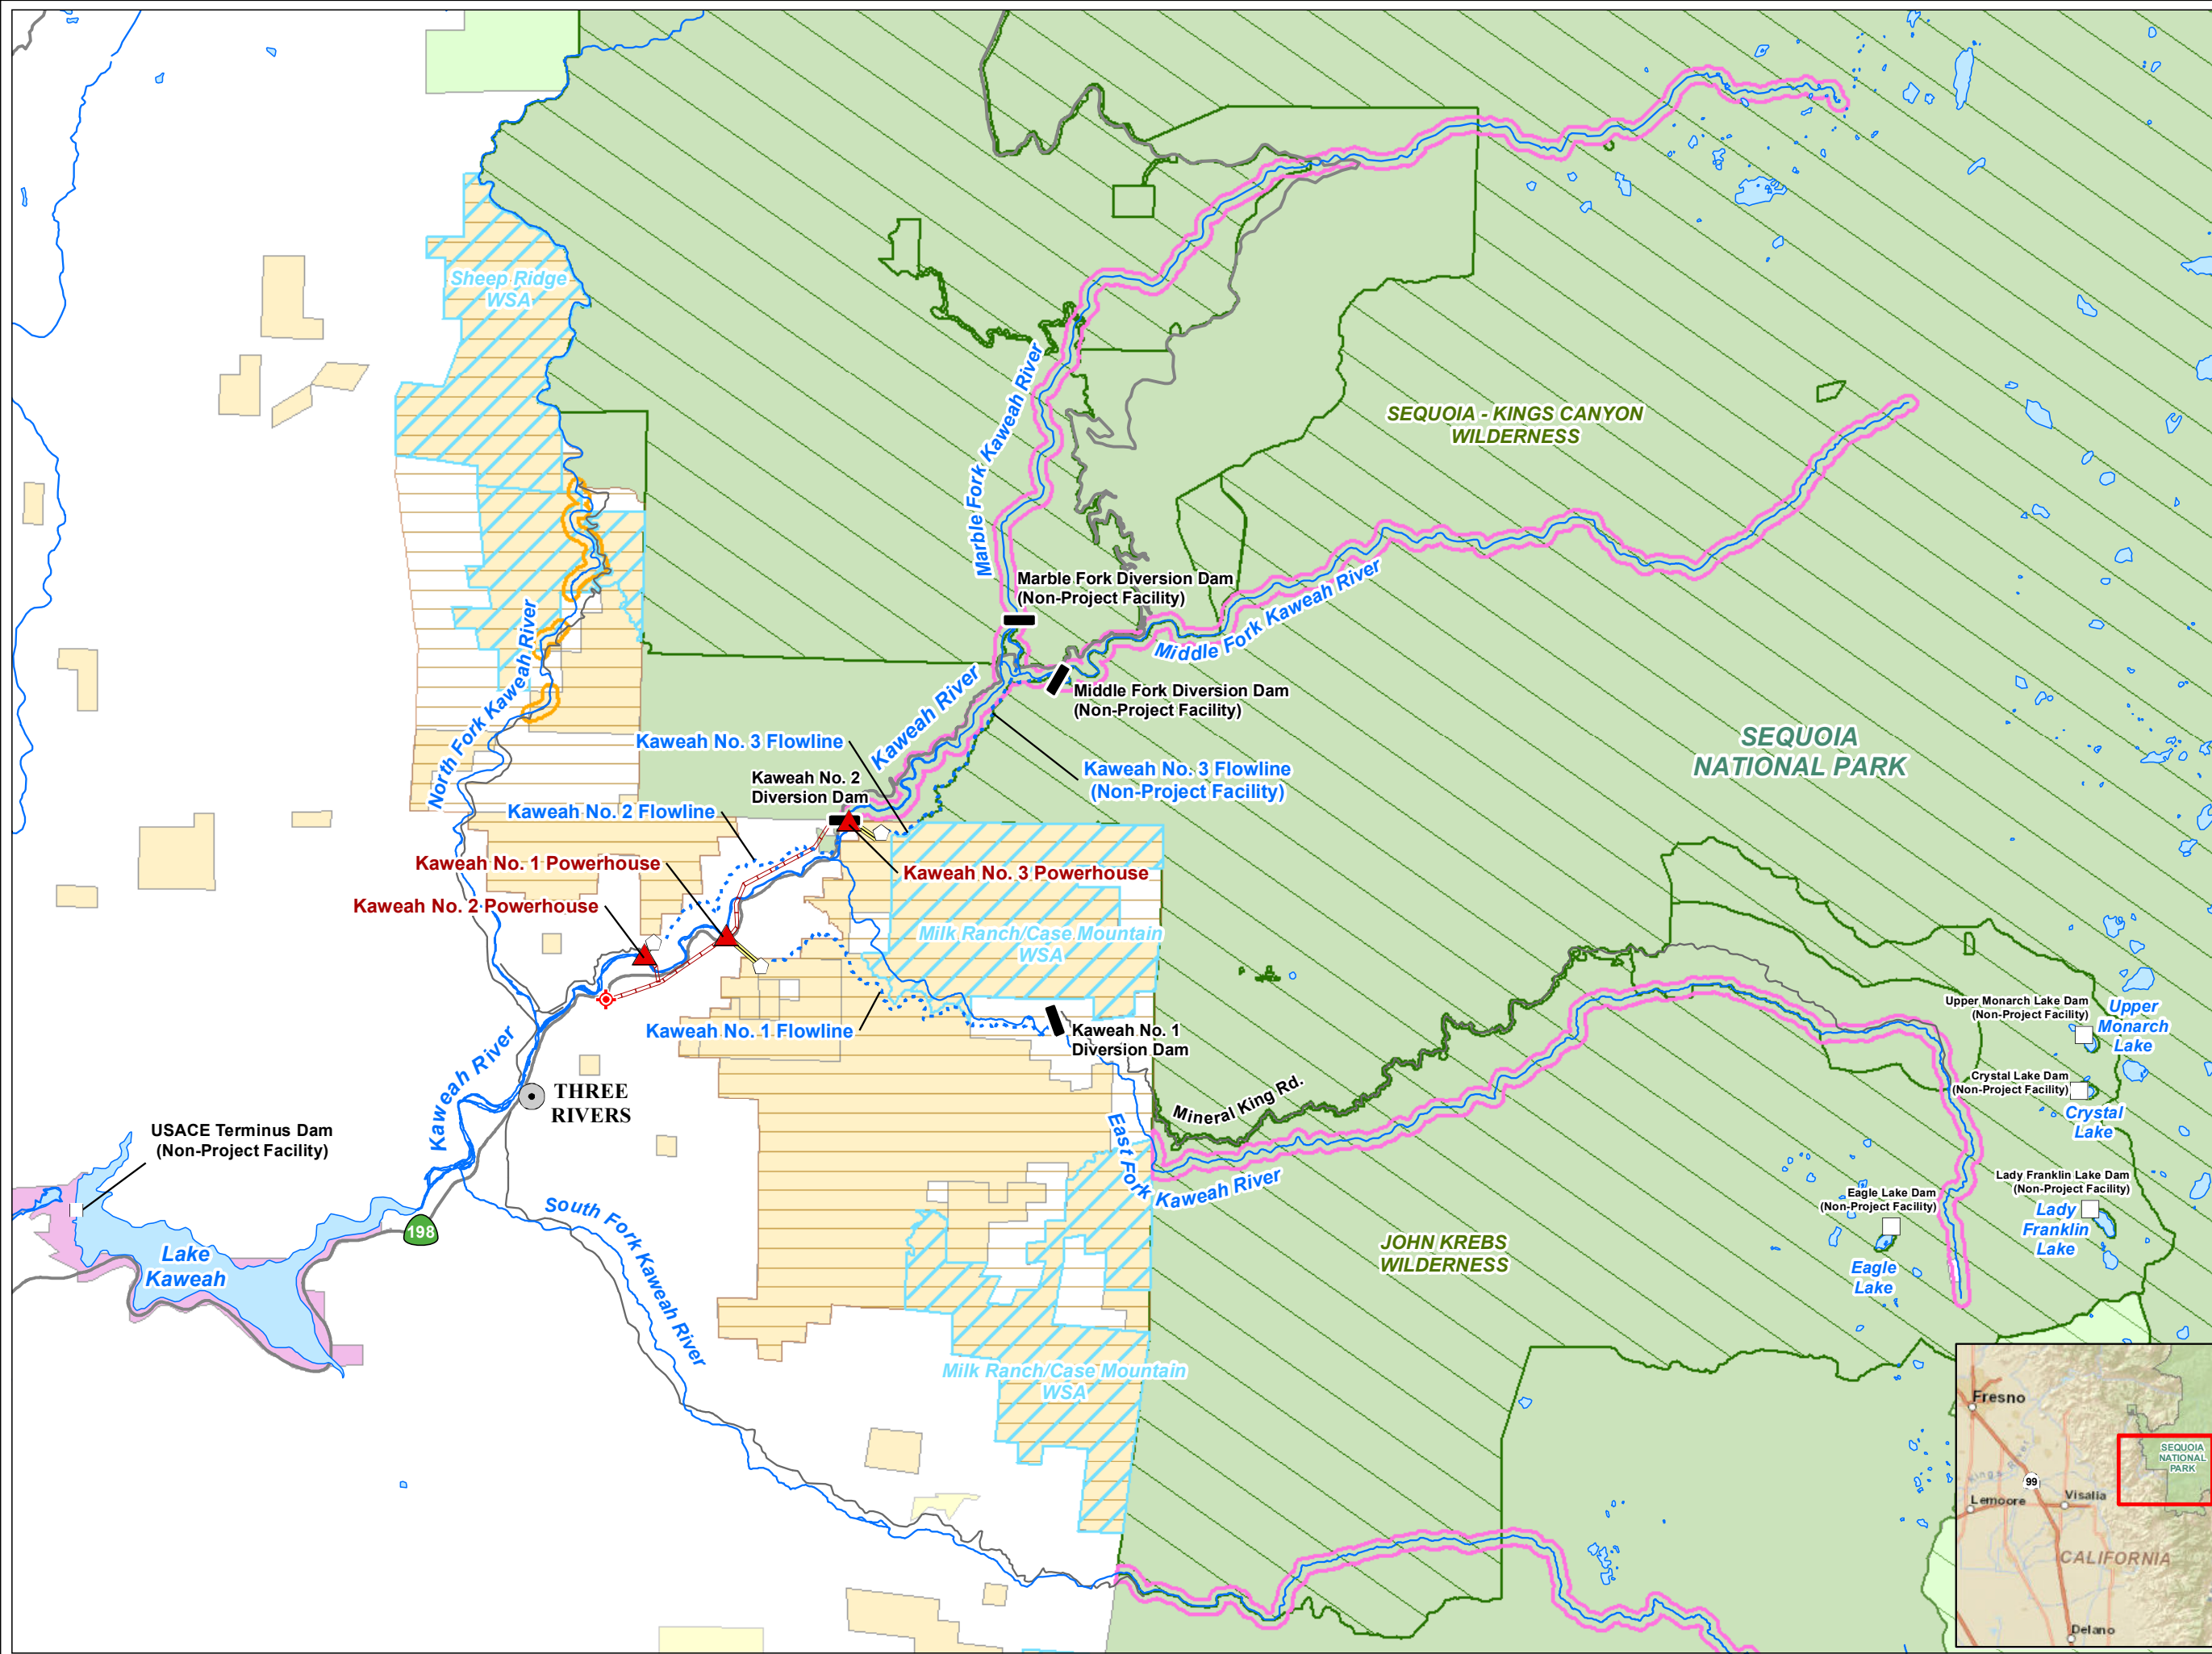 Sheep Ridge
WSA
SEQUOIA - KINGS CANYON
WILDERNESS
Marble Fork Kaweah River
Marble Fork Diversion Dam
(Non-Project Facility)
Middle Fork Kaweah River
North Fork Kaweah River
Middle Fork Diversion Dam
(Non-Project Facility)
Kaweah River
SEQUOIA
NATIONAL PARK
Kaweah No. 3 Flowline
Kaweah No. 3 Flowline
(Non-Project Facility)
Kaweah No. 2
Diversion Dam
Kaweah No. 2 Flowline
Kaweah No. 1 Powerhouse
Kaweah No. 3 Powerhouse
Kaweah No. 2 Powerhouse
Milk Ranch/Case Mountain
WSA
Kaweah No. 1 Flowline
Kaweah No. 1
Diversion Dam
Upper Monarch Lake Dam
(Non-Project Facility)
Upper
Monarch
Lake
Kaweah River
THREE
RIVERS
Mineral King Rd.
Crystal Lake Dam
(Non-Project Facility)
Crystal
Lake
USACE Terminus Dam
(Non-Project Facility)
East Fork Kaweah River
Lady Franklin Lake Dam
(Non-Project Facility)
Lady
Franklin
Lake
Eagle Lake Dam
(Non-Project Facility)
Eagle
Lake
198
South Fork Kaweah River
Lake
Kaweah
JOHN KREBS
WILDERNESS
Milk Ranch/Case Mountain
WSA
Fresno
SEQUOIA
NATIONAL
PARK
Kings R
99
Lemoore
Visalia
CALIFORNIA
Delano